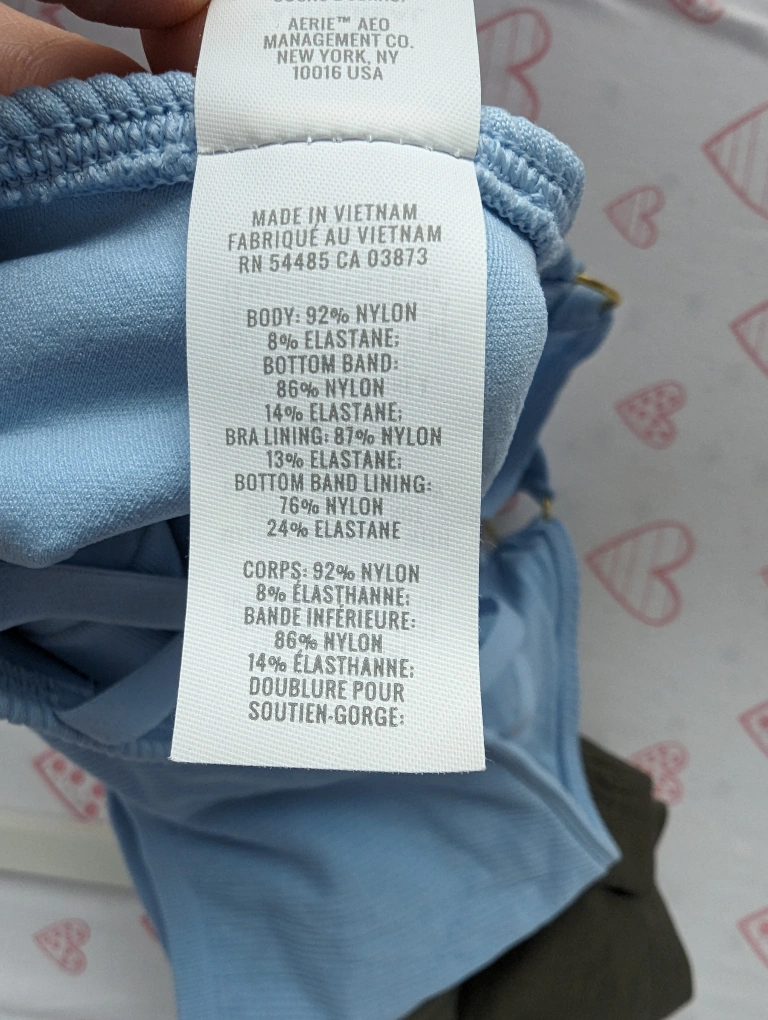 AERIE™ AEO
MANAGEMENT CO.
NEW YORK, NY
10016 USA
MADE IN VIETNAM
FABRIQUÉ AU VIETNAM
RN 54485 CA 03873
BODY: 92% NYLON
8% ELASTANE;
BOTTOM BAND:
86% NYLON
14% ELASTANE;
BRA LINING: 87% NYLON
13% ELASTANE;
BOTTOM BAND LINING:
76% NYLON
24% ELASTANE
CORPS: 92% NYLON
8% ÉLASTHANNE;
BANDE INFÉRIEURE:
86% NYLON
14% ÉLASTHANNE;
DOUBLURE POUR
SOUTIEN-GORGE: